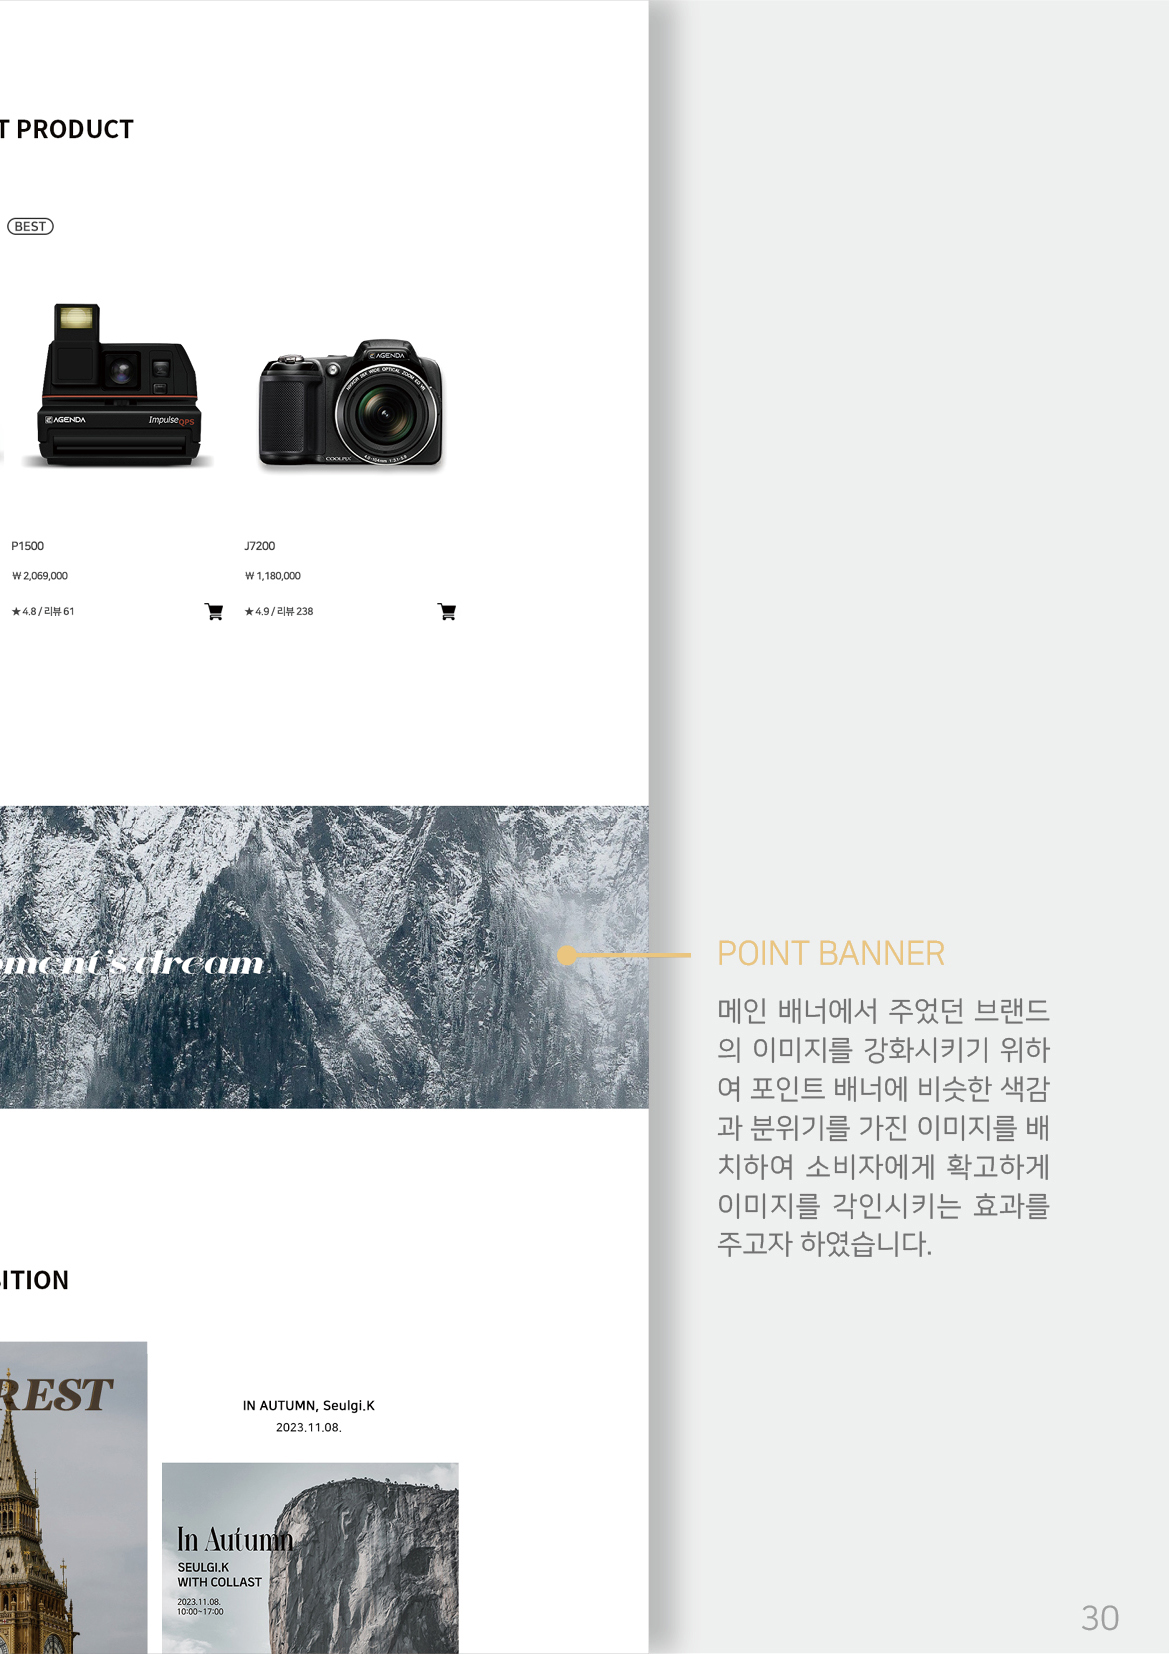 T PRODUCT
BEST
AGENDA
Impulse QPS
AGENDA
COOLPIX
P1500
₩ 2,069,000
★ 4.8 / 리뷰 61
J7200
₩ 1,180,000
★ 4.9 / 리뷰 238
oment's dream
POINT BANNER
메인 배너에서 주었던 브랜드
의 이미지를 강화시키기 위하
여 포인트 배너에 비슷한 색감
과 분위기를 가진 이미지를 배
치하여 소비자에게 확고하게
이미지를 각인시키는 효과를
주고자 하였습니다.
ITION
REST
IN AUTUMN, Seulgi.K
2023.11.08.
In Autumn
SEULGI.K
WITH COLLAST
2023.11.08.
10:00~17:00
30